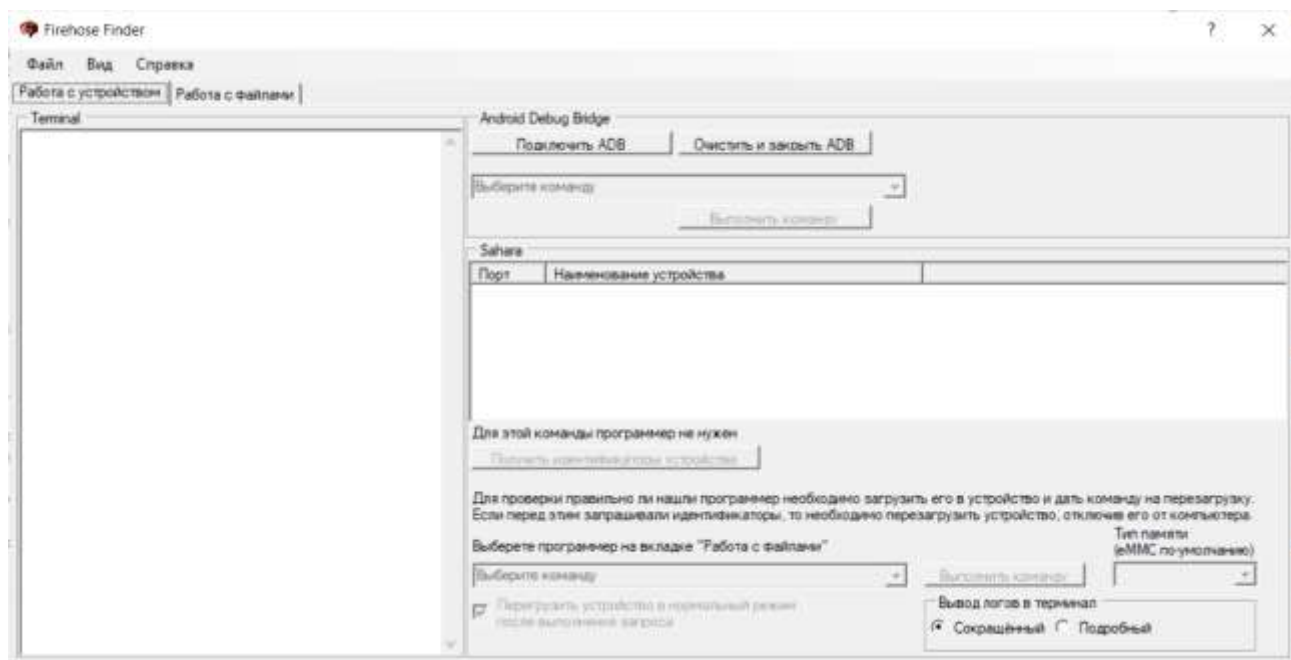 Firehose Finder
?
Файл Вид Справка
Работа с устройством Работа с файлами
Terminal
Android Debug Bridge
Подключить ADB Очистить и закрыть ADB
Выберите команду
Выполнить команду
Sahara
Порт Наименование устройства
Для этой команды программер не нужен
Получить идентификаторы устройства
Для проверки правильно ли нашли программер необходимо загрузить его в устройство и дать команду на перезагрузку.
Если перед этим запрашивали идентификаторы, то необходимо перезагрузить устройство, отключив его от компьютера.
Тип памяти
(eMMC по-умолчанию)
Выберете программер на вкладке "Работа с файлами"
Выберите команду Выполнить команду
Перегрузить устройство в нормальный режим
после выполнения запроса
Вывод логов в терминал
Сокращённый Подробный